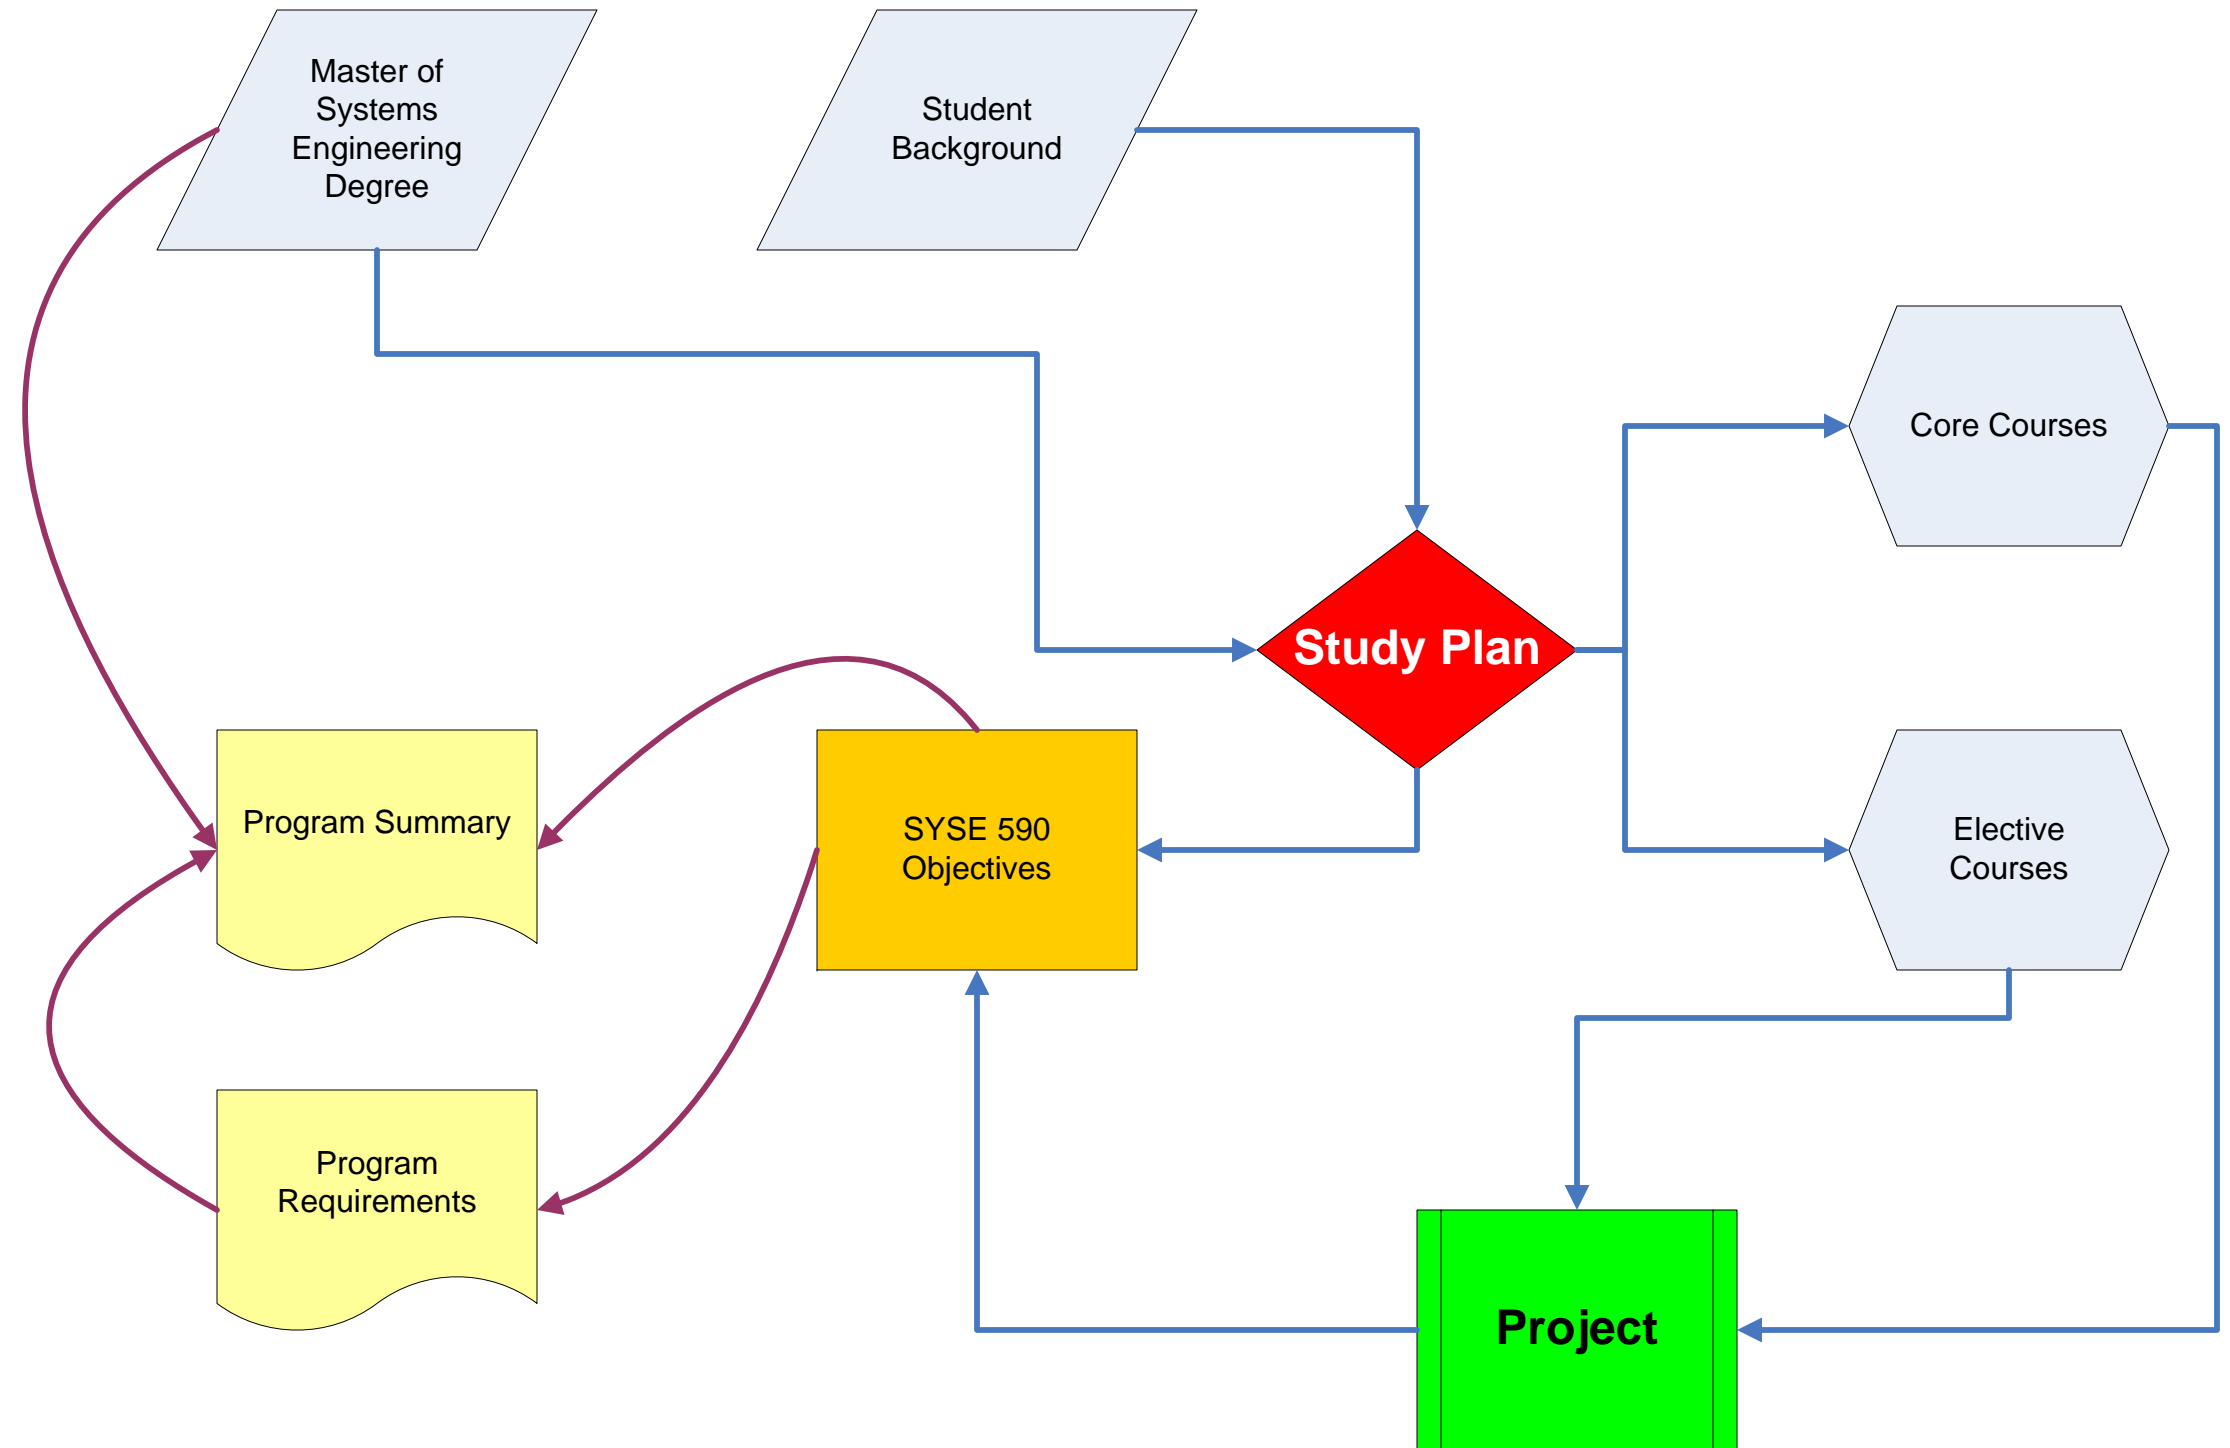 Master of
Systems
Engineering
Degree
Student
Background
Core Courses
Study Plan
Program Summary
SYSE 590
Objectives
Elective
Courses
Program
Requirements
Project